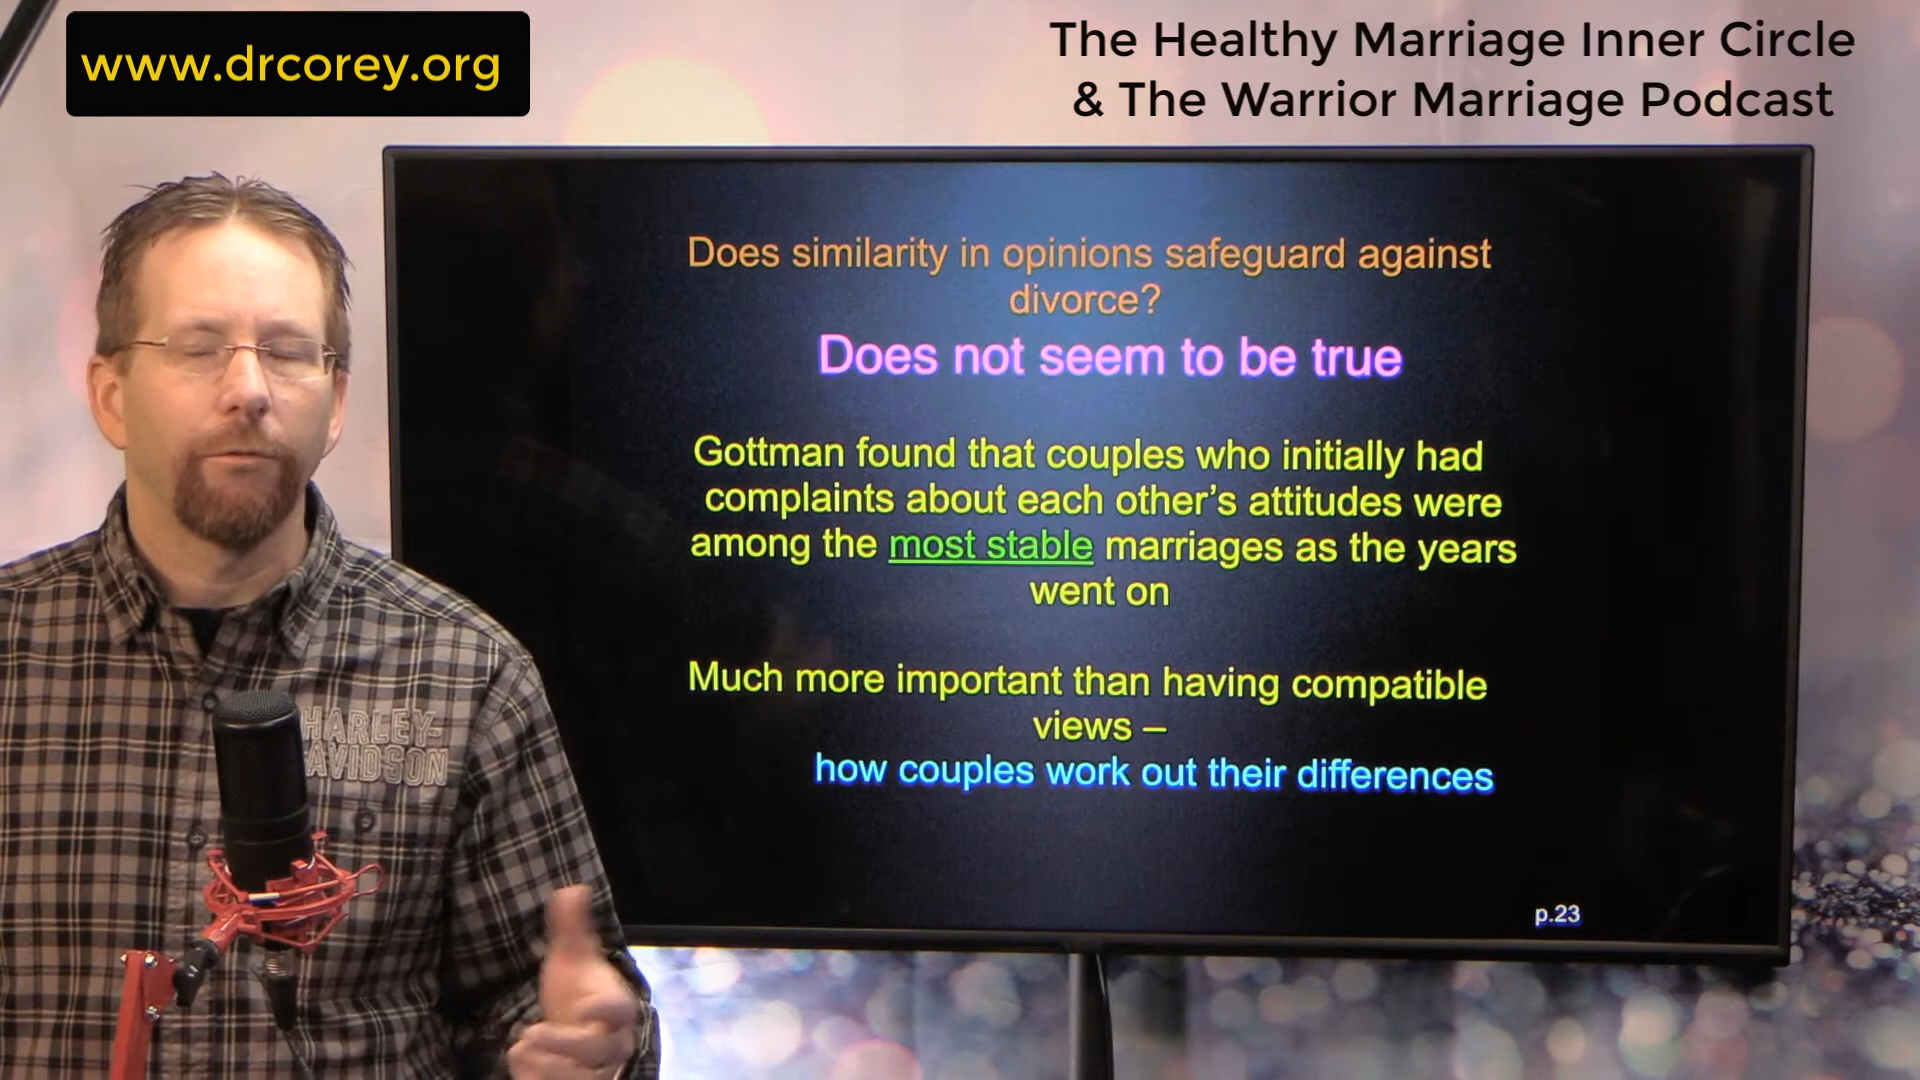 www.drcorey.org
The Healthy Marriage Inner Circle
& The Warrior Marriage Podcast
Does similarity in opinions safeguard against
divorce?
Does not seem to be true
Gottman found that couples who initially had
complaints about each other’s attitudes were
among the most stable marriages as the years
went on
Much more important than having compatible
views –
how couples work out their differences
HARLEY-
DAVIDSON
p.23